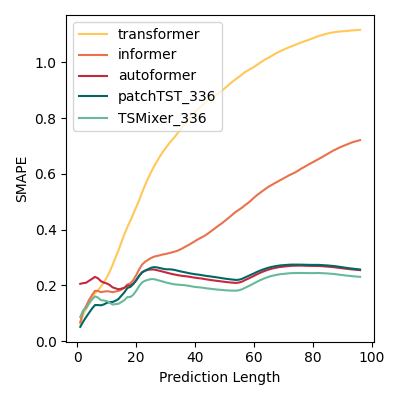 transformer
informer
autoformer
patchTST_336
TSMixer_336
SMAPE
1.0
0.8
0.6
0.4
0.2
0.0
0 20 40 60 80 100
Prediction Length